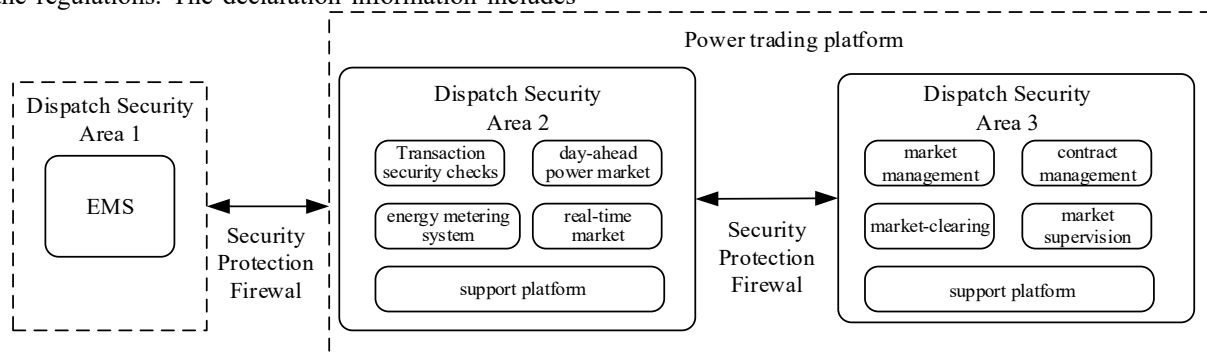 the regulations. The declaration information includes
Power trading platform
Dispatch Security
Area 1
EMS
Security
Protection
Firewal
Dispatch Security
Area 2
Transaction
security checks
day-ahead
power market
energy metering
system
real-time
market
support platform
Security
Protection
Firewal
Dispatch Security
Area 3
market
management
contract
management
market-clearing
market
supervision
support platform